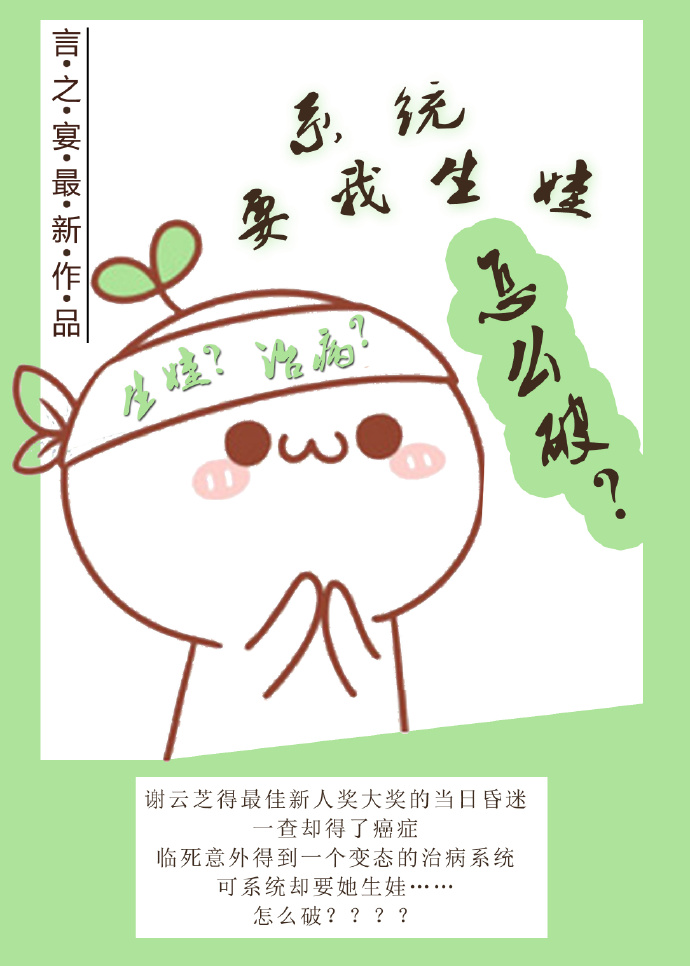 言·之·宴·最·新·作·品
系统
要我生娃
怎么破?
生娃?治病?
谢云芝得最佳新人奖大奖的当日昏迷
一查却得了癌症
临死意外得到一个变态的治病系统
可系统却要她生娃……
怎么破????